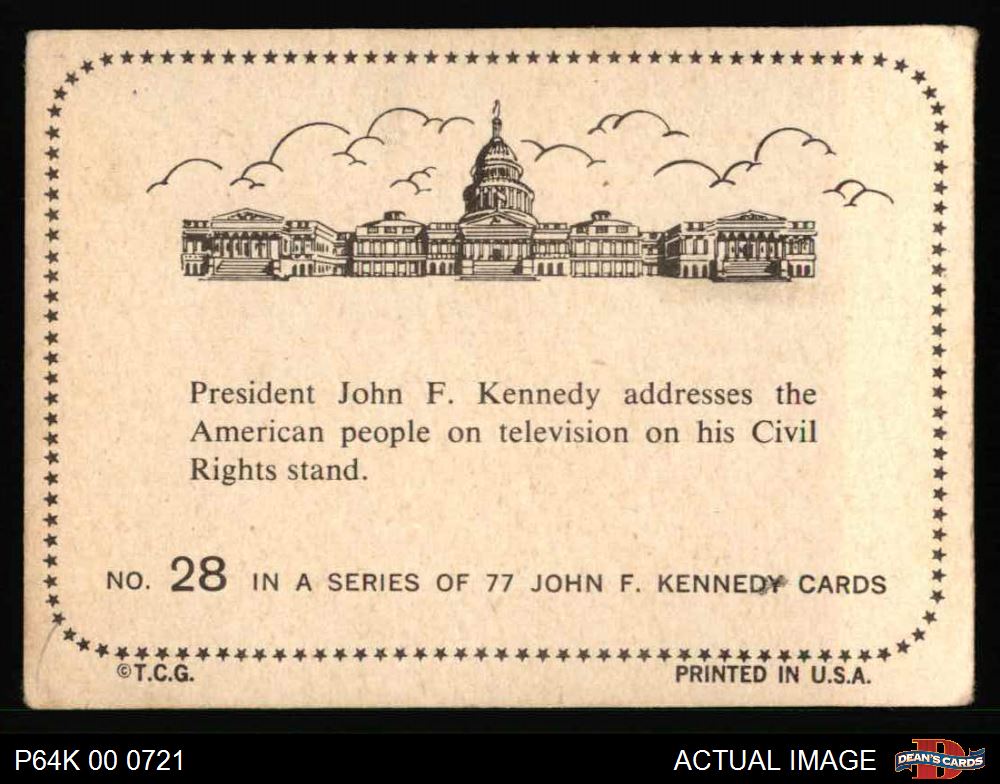 President John F. Kennedy addresses the
American people on television on his Civil
Rights stand.
NO. 28 IN A SERIES OF 77 JOHN F. KENNEDY CARDS
©T.C.G.
PRINTED IN U.S.A.
P64K 00 0721
ACTUAL IMAGE
D
DEAN'S CARDS